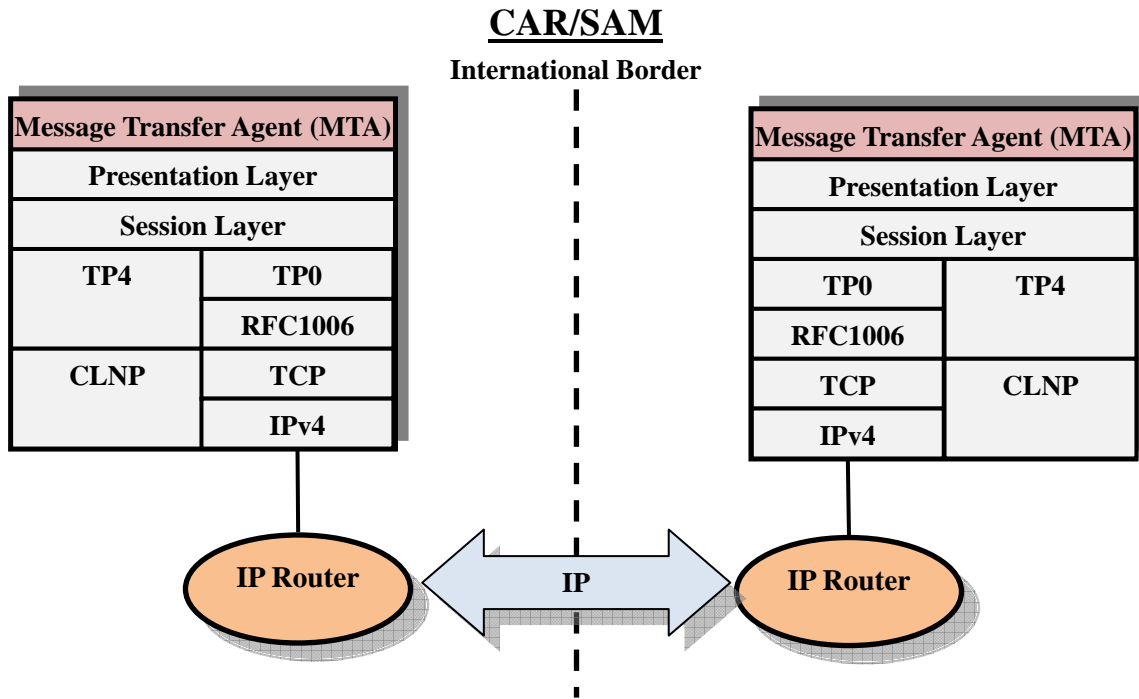 CAR/SAM
International Border
Message Transfer Agent (MTA)
Presentation Layer
Session Layer
TP4
TP0
RFC1006
CLNP
TCP
IPv4
IP Router
Message Transfer Agent (MTA)
Presentation Layer
Session Layer
TP0
TP4
RFC1006
TCP
CLNP
IPv4
IP Router
IP